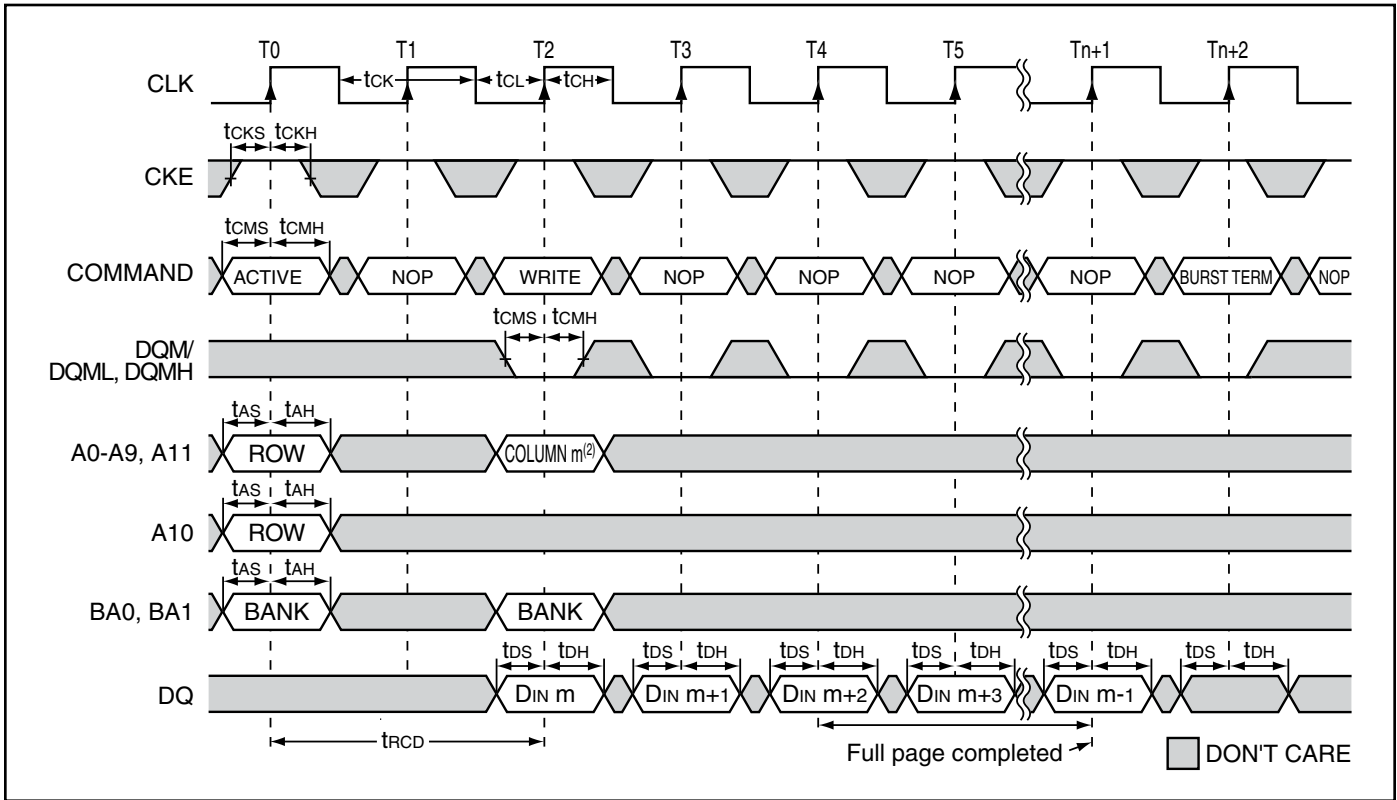 T0 T1 T2 T3 T4 T5 Tn+1 Tn+2
CLK tCK tCL tCH
tCKS tCKH
CKE
tCMS tCMH
COMMAND ACTIVE NOP WRITE NOP NOP NOP NOP BURST TERM NOP
tCMS tCMH
DQM/
DQML, DQMH
tAS tAH
A0-A9, A11 ROW COLUMN m(2)
tAS tAH
A10 ROW
tAS tAH
BA0, BA1 BANK BANK
tDS tDH tDS tDH tDS tDH tDS tDH tDS tDH tDS tDH
DQ DIN m DIN m+1 DIN m+2 DIN m+3 DIN m-1
tRCD
Full page completed
DON'T CARE